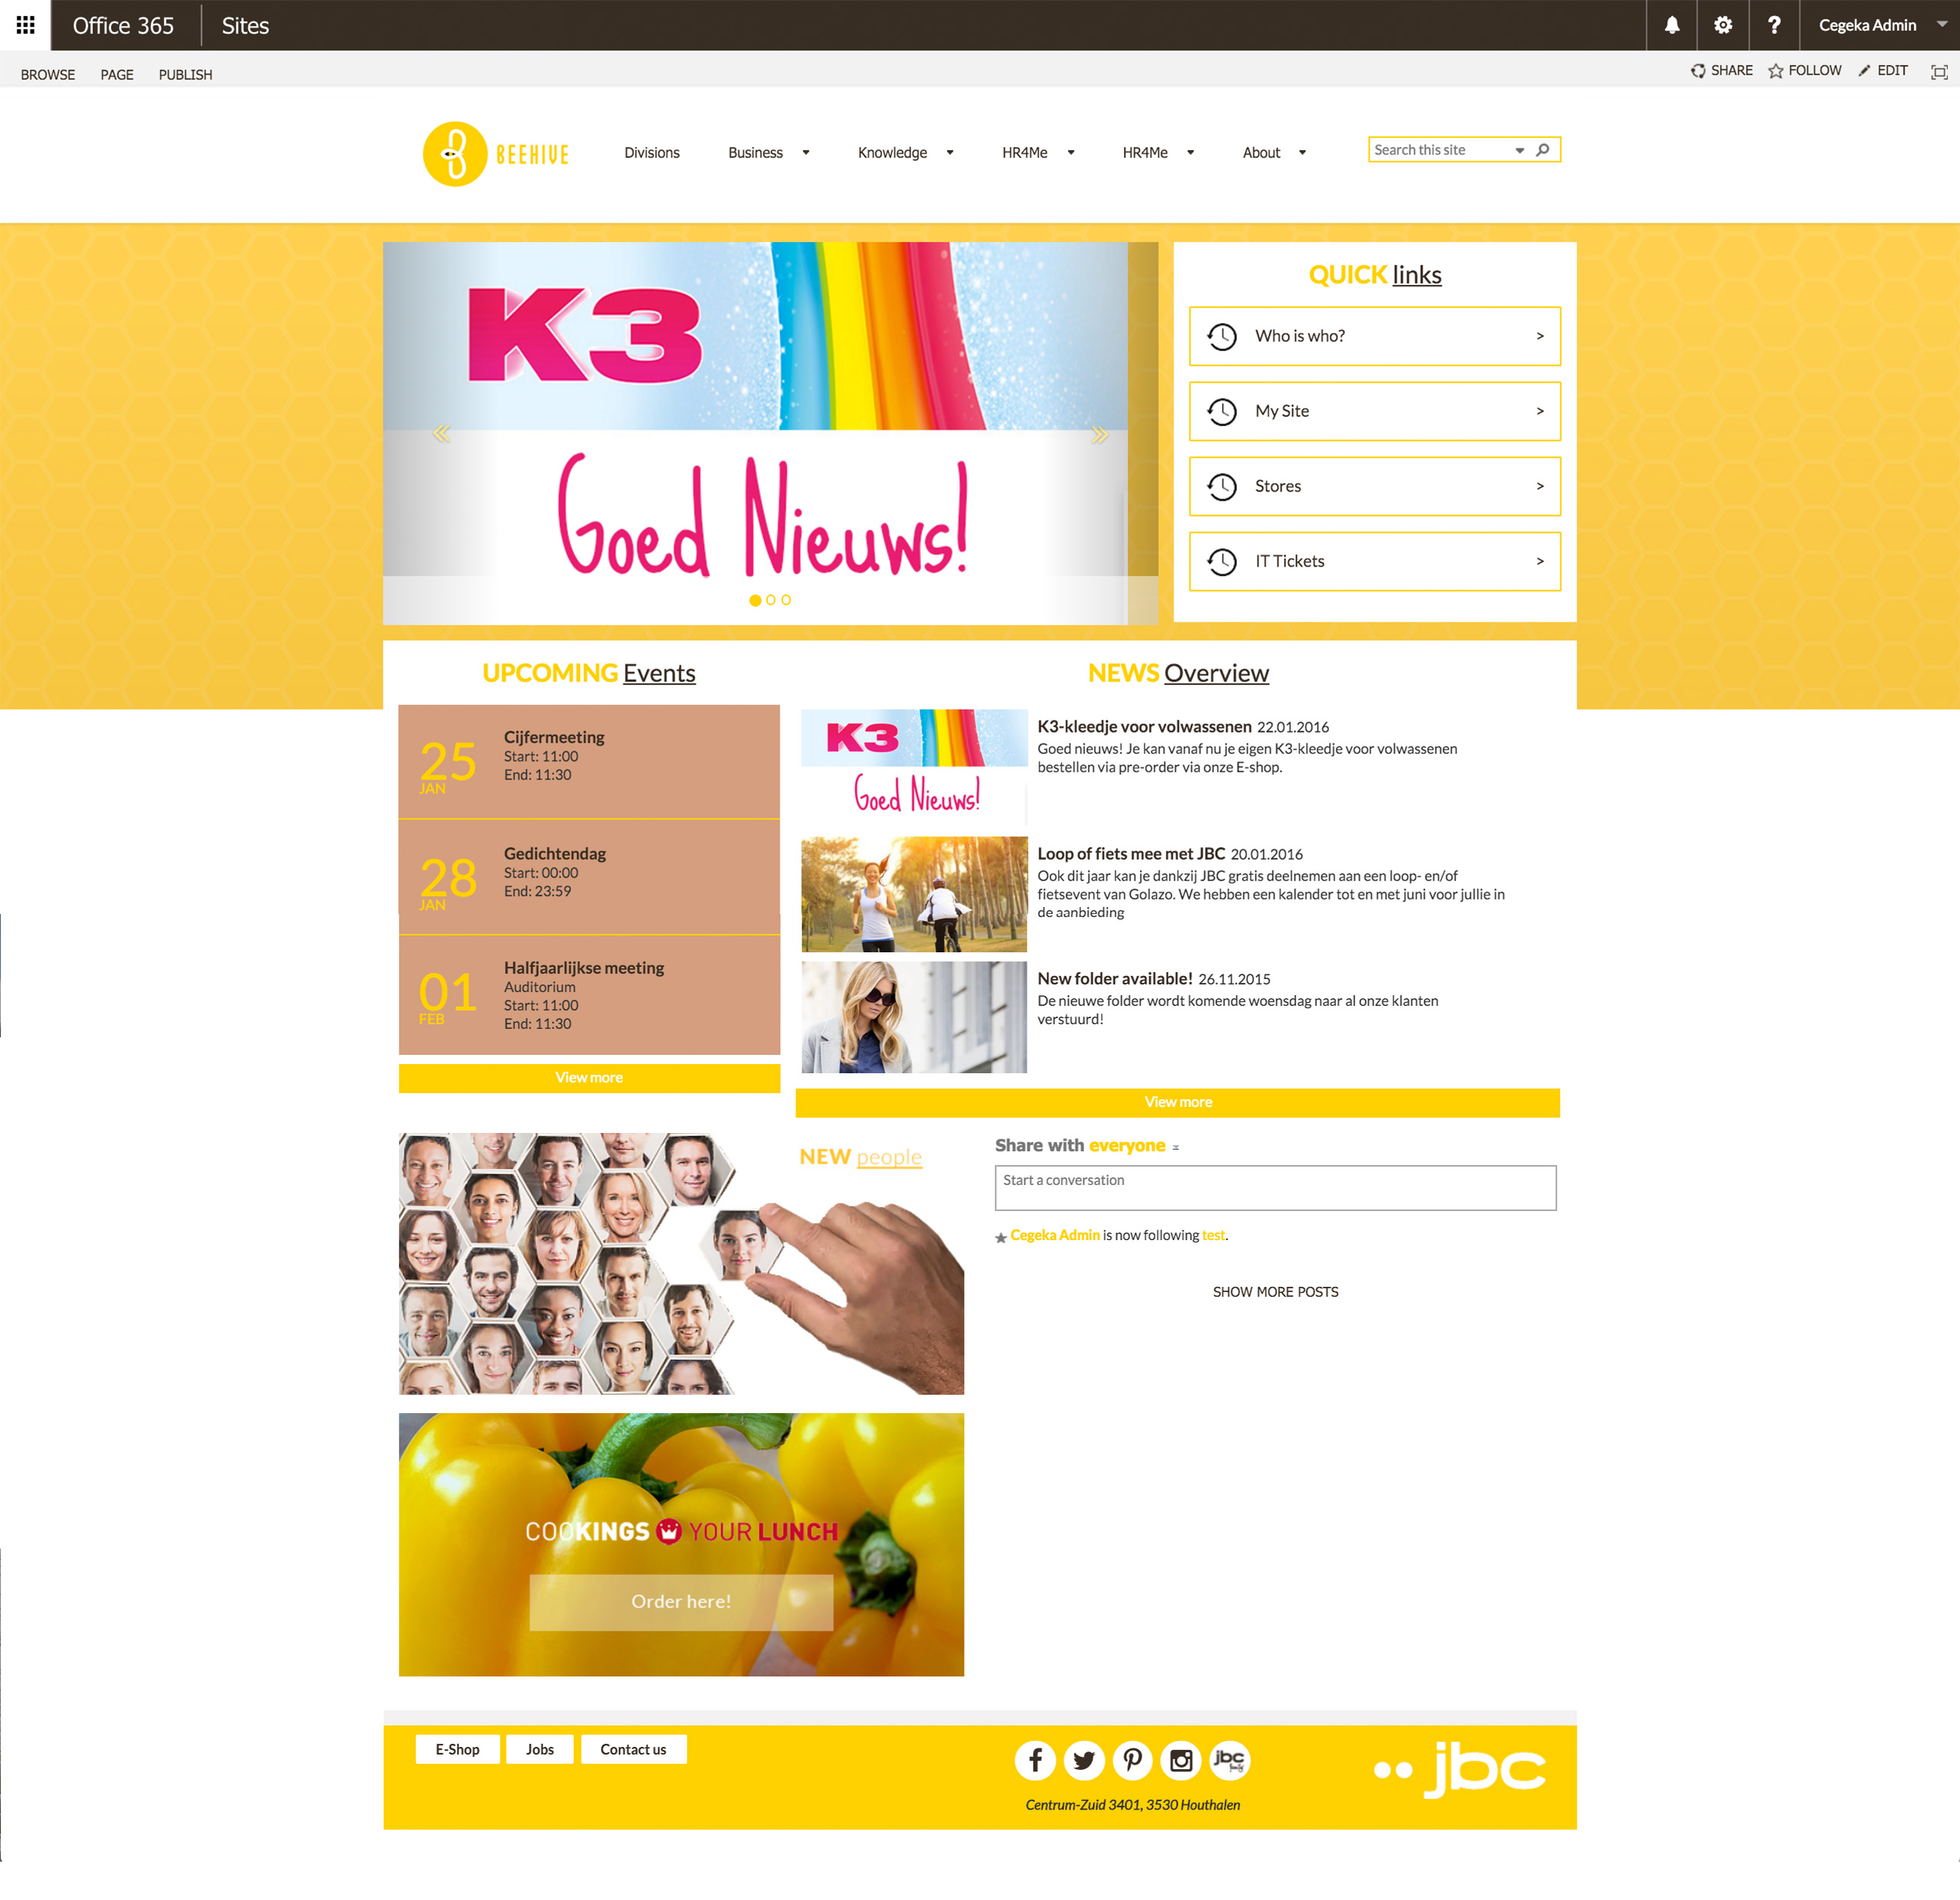 Office 365
Sites
Cegeka Admin
BROWSE
PAGE
PUBLISH
SHARE
FOLLOW
EDIT
BEEHIVE
Divisions
Business
Knowledge
HR4Me
HR4Me
About
Search this site
K3
Goed Nieuws!
QUICK links
Who is who? >
My Site >
Stores >
IT Tickets >
UPCOMING Events
25
JAN
Cijfermeeting
Start: 11:00
End: 11:30
28
JAN
Gedichtendag
Start: 00:00
End: 23:59
01
FEB
Halfjaarlijkse meeting
Auditorium
Start: 11:00
End: 11:30
View more
NEWS Overview
K3
Goed Nieuws!
K3-kleedje voor volwassenen 22.01.2016
Goed nieuws! Je kan vanaf nu je eigen K3-kleedje voor volwassenen
bestellen via pre-order via onze E-shop.
Loop of fiets mee met JBC 20.01.2016
Ook dit jaar kan je dankzij JBC gratis deelnemen aan een loop- en/of
fietsevent van Golazo. We hebben een kalender tot en met juni voor jullie in
de aanbieding
New folder available! 26.11.2015
De nieuwe folder wordt komende woensdag naar al onze klanten
verstuurd!
View more
NEW people
Share with everyone
Start a conversation
Cegeka Admin is now following test.
SHOW MORE POSTS
COOKINGS YOUR LUNCH
Order here!
E-Shop
Jobs
Contact us
jbc
family
Centrum-Zuid 3401, 3530 Houthalen
jbc